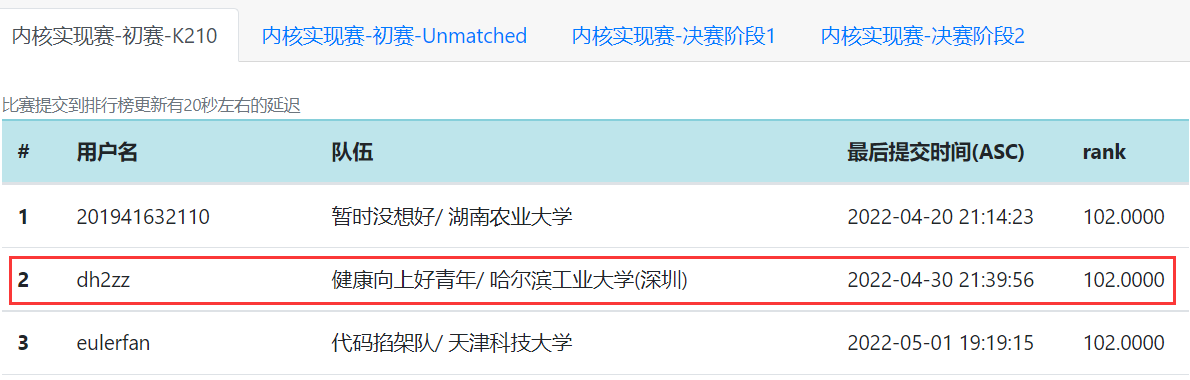 内核实现赛-初赛-K210 内核实现赛-初赛-Unmatched 内核实现赛-决赛阶段1 内核实现赛-决赛阶段2
比赛提交到排行榜更新有20秒左右的延迟
# 用户名 队伍 最后提交时间(ASC) rank
1 201941632110 暂时没想好/ 湖南农业大学 2022-04-20 21:14:23 102.0000
2 dh2zz 健康向上好青年/ 哈尔滨工业大学(深圳) 2022-04-30 21:39:56 102.0000
3 eulerfan 代码掐架队/ 天津科技大学 2022-05-01 19:19:15 102.0000